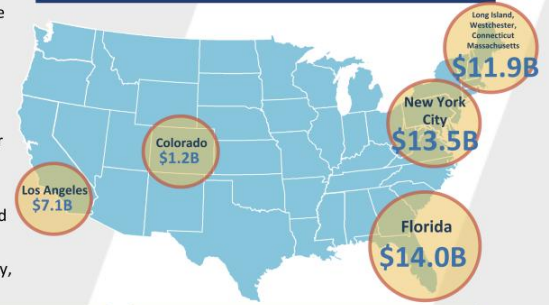 e
r
d
y,
Long Island,
Westchester,
Connecticut
Massachusetts
$11.9B
New York
City
$13.5B
Colorado
$1.2B
Los Angeles
$7.1B
Florida
$14.0B